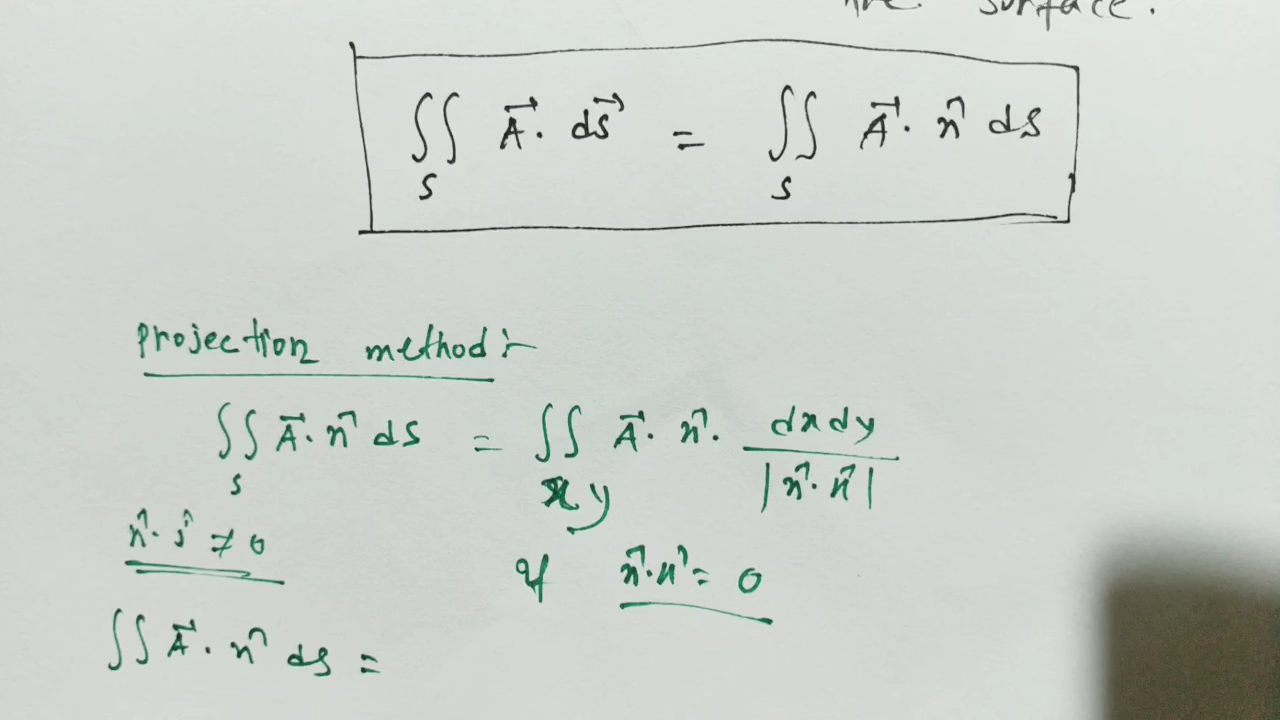 surface.
∬_S A⃗ · ds⃗ = ∬_S A⃗ · n̂ ds
projection method :-
∬_S A⃗ · n̂ ds = ∬_xy A⃗ · n̂ · dxdy / |n̂ · n̂|
n̂ · ĵ ≠ 0 if n̂ · n̂ = 0
∬ A⃗ · n̂ ds =